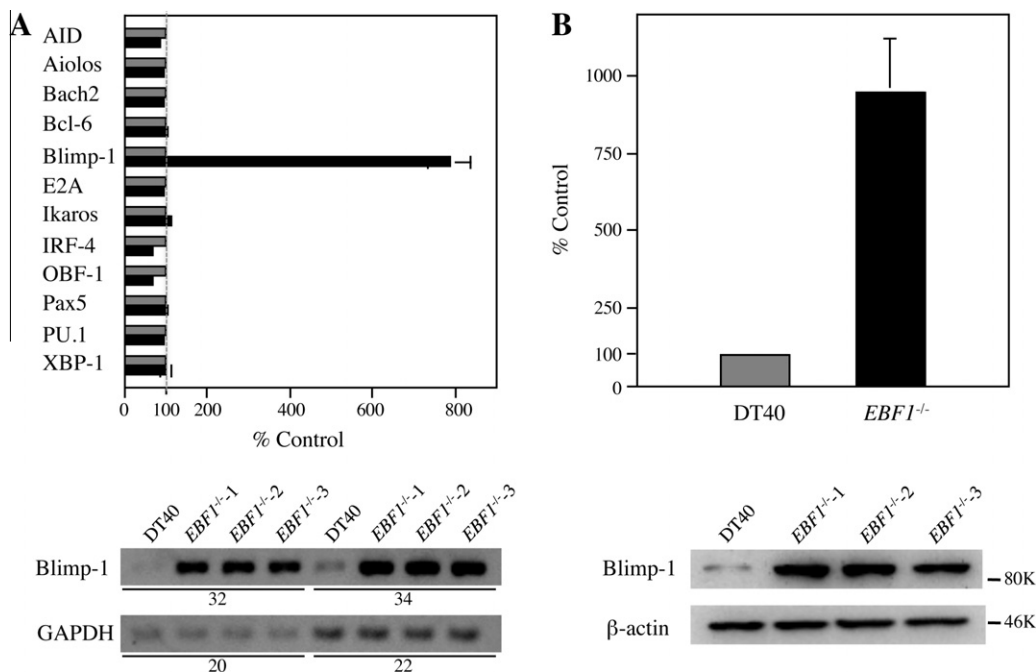 A
AID
Aiolos
Bach2
Bcl-6
Blimp-1
E2A
Ikaros
IRF-4
OBF-1
Pax5
PU.1
XBP-1
0 100 200 400 600 800
% Control
DT40 EBF1-/--1 EBF1-/--2 EBF1-/--3 DT40 EBF1-/--1 EBF1-/--2 EBF1-/--3
Blimp-1
32 34
GAPDH
20 22
B
% Control
1000
750
500
250
100
0
DT40 EBF1-/-
DT40 EBF1-/--1 EBF1-/--2 EBF1-/--3
Blimp-1
80K
β-actin
46K